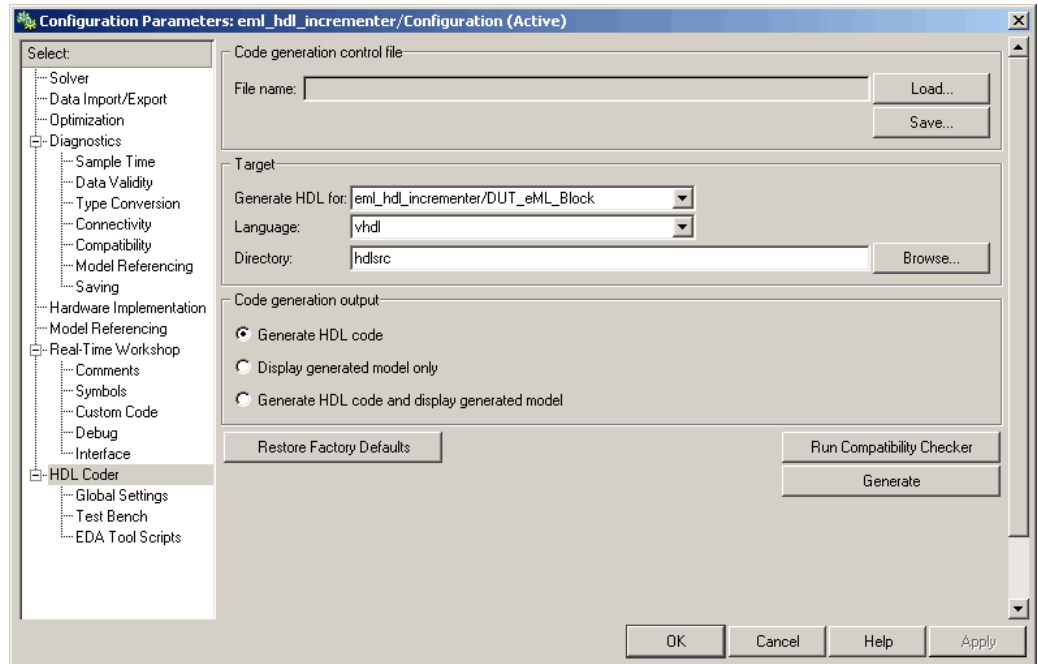 Configuration Parameters: eml_hdl_incrementer/Configuration (Active)
Select:
Solver
Data Import/Export
Optimization
Diagnostics
Sample Time
Data Validity
Type Conversion
Connectivity
Compatibility
Model Referencing
Saving
Hardware Implementation
Model Referencing
Real-Time Workshop
Comments
Symbols
Custom Code
Debug
Interface
HDL Coder
Global Settings
Test Bench
EDA Tool Scripts
Code generation control file
File name:
Load...
Save...
Target
Generate HDL for: eml_hdl_incrementer/DUT_eML_Block
Language: vhdl
Directory: hdlsrc
Browse...
Code generation output
Generate HDL code
Display generated model only
Generate HDL code and display generated model
Restore Factory Defaults
Run Compatibility Checker
Generate
OK
Cancel
Help
Apply